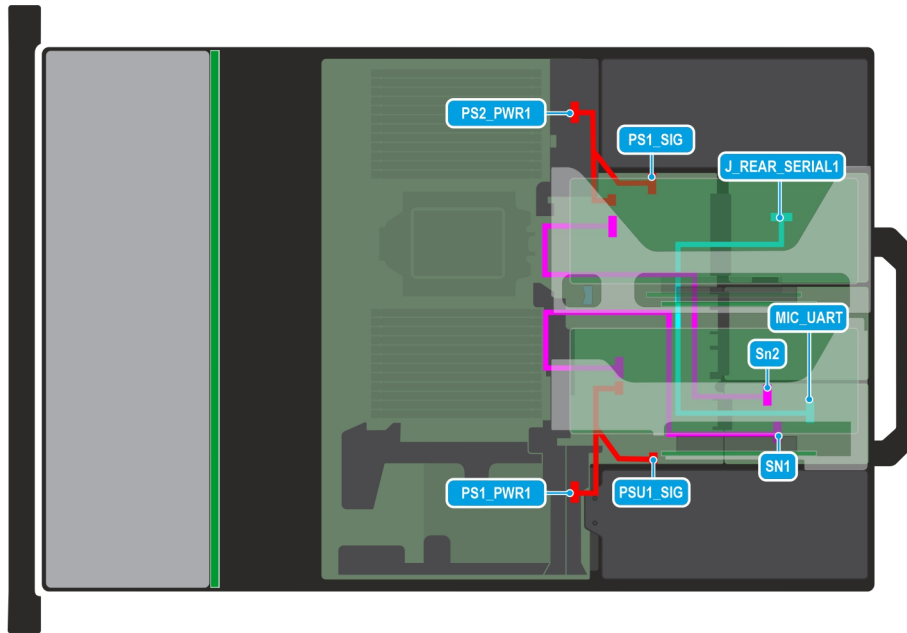 PS2_PWR1
PS1_SIG
J_REAR_SERIAL1
MIC_UART
Sn2
SN1
PS1_PWR1
PSU1_SIG